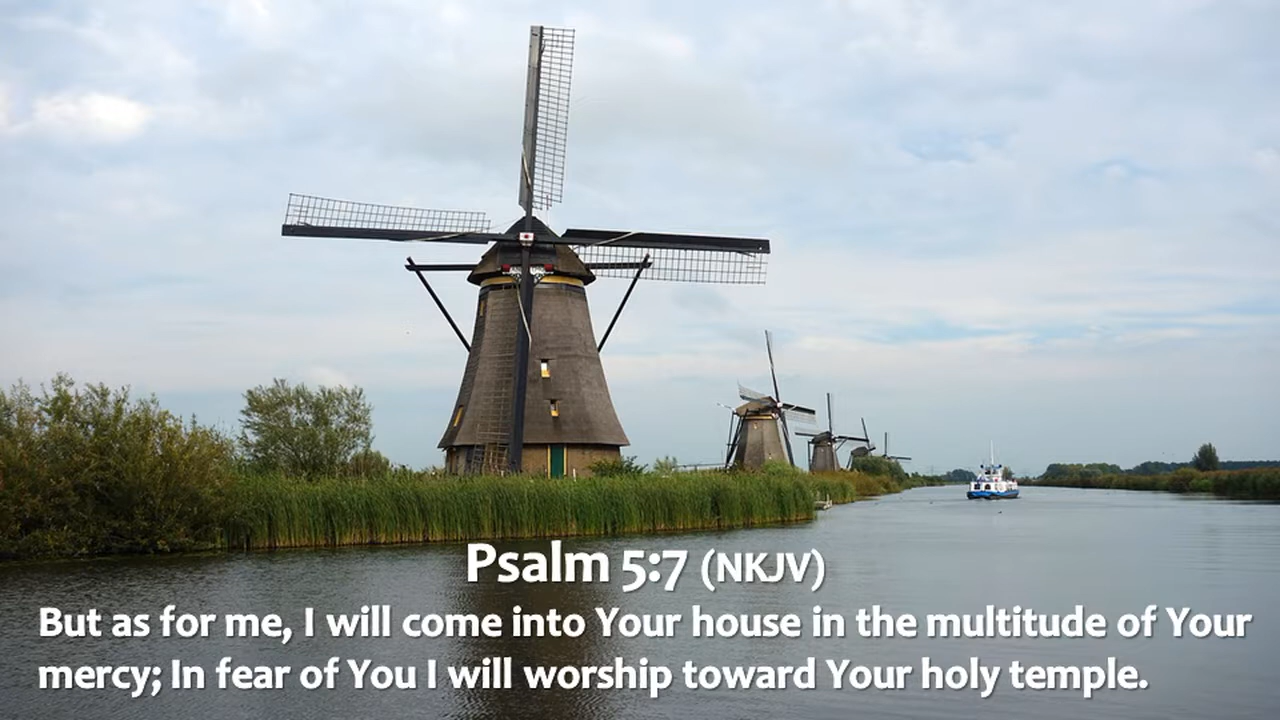 Psalm 5:7 (NKJV)
But as for me, I will come into Your house in the multitude of Your
mercy; In fear of You I will worship toward Your holy temple.